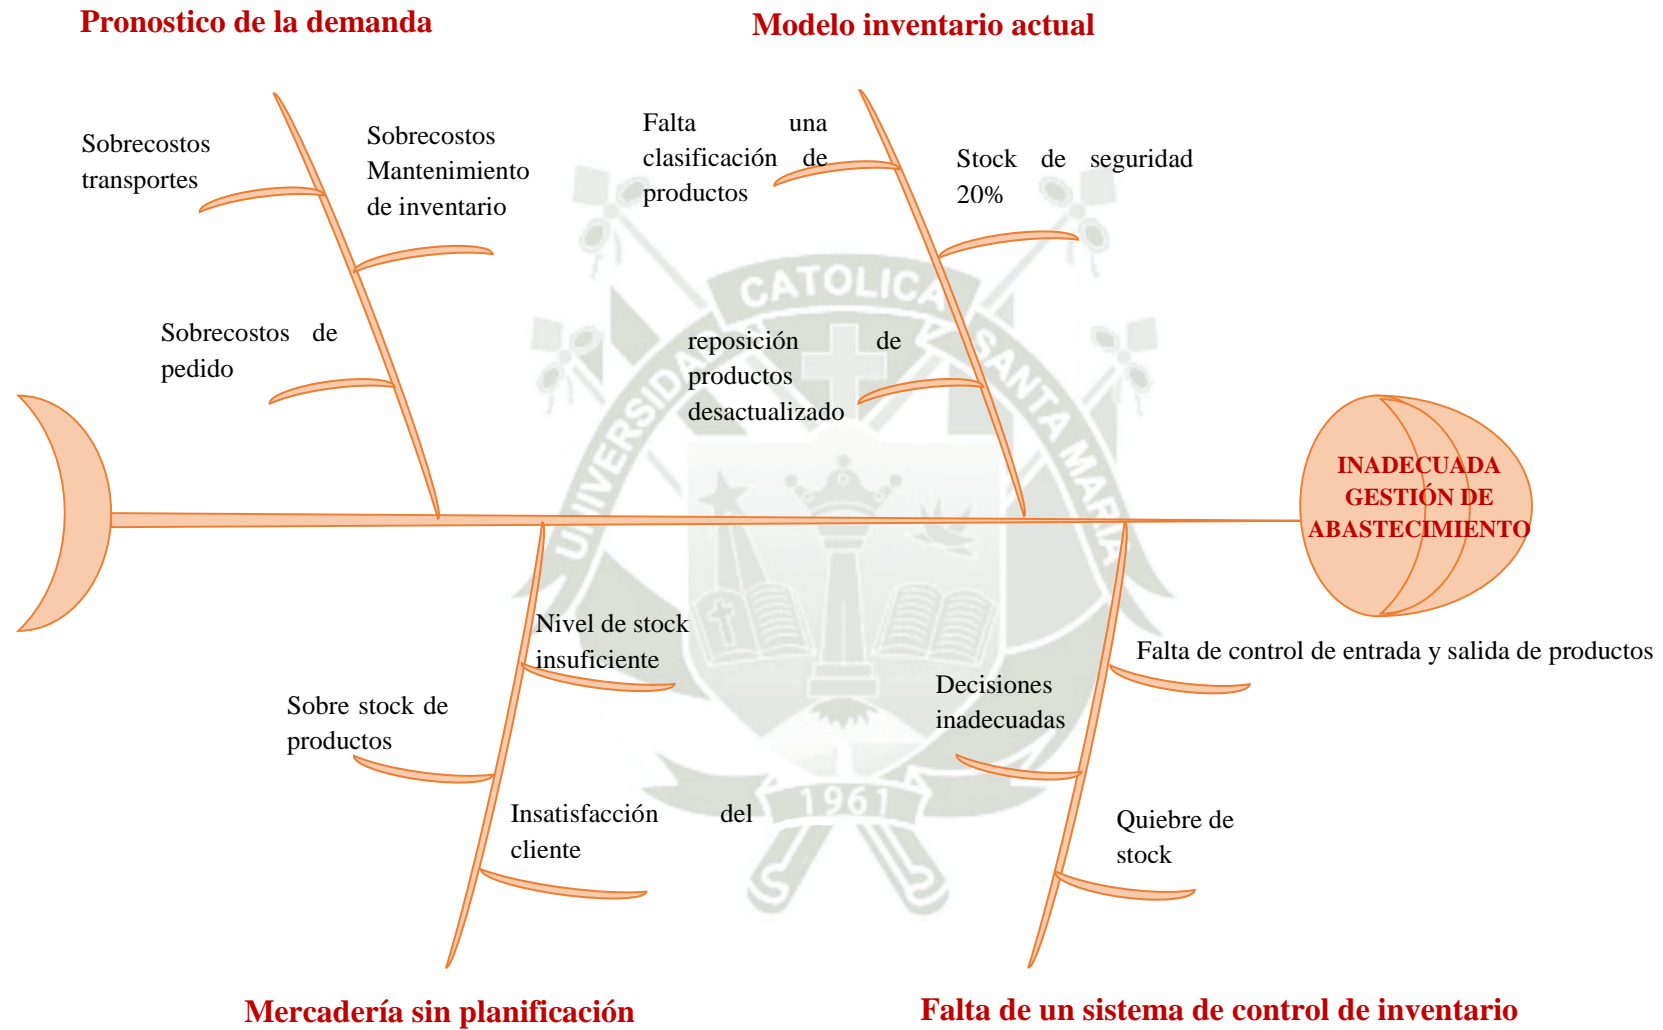 Pronostico de la demanda
Modelo inventario actual
Sobrecostos
transportes
Sobrecostos
Mantenimiento
de inventario
Sobrecostos de
pedido
Falta una
clasificación de
productos
Stock de seguridad
20%
reposición de
productos
desactualizado
INADECUADA
GESTIÓN DE
ABASTECIMIENTO
UNIVERSIDAD CATOLICA SANTA MARIA
1961
Nivel de stock
insuficiente
Sobre stock de
productos
Insatisfacción del
cliente
Falta de control de entrada y salida de productos
Decisiones
inadecuadas
Quiebre de
stock
Mercadería sin planificación
Falta de un sistema de control de inventario